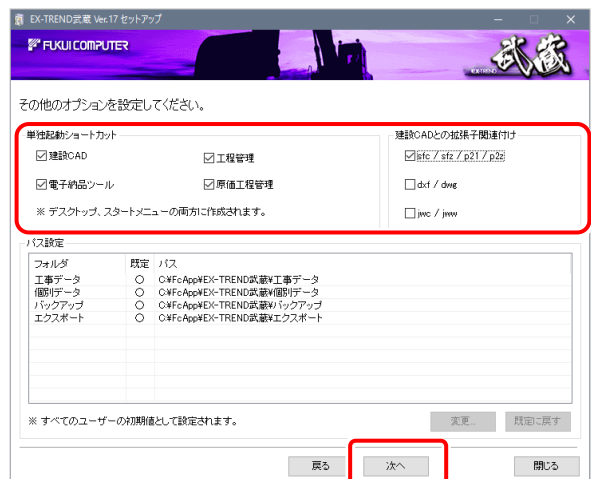 EX-TREND武蔵 Ver.17 セットアップ
FUKUI COMPUTER
EX-TREND 武蔵
その他のオプションを設定してください。
単独起動ショートカット
建設CAD
工程管理
電子納品ツール
原価工程管理
※ デスクトップ、スタートメニューの両方に作成されます。
建設CADとの拡張子関連付け
sfc / sfz / p21 / p2z
dxf / dwg
jwc / jww
パス設定
フォルダ 既定 パス
工事データ ○ C:¥FcApp¥EX-TREND武蔵¥工事データ
個別データ ○ C:¥FcApp¥EX-TREND武蔵¥個別データ
バックアップ ○ C:¥FcApp¥EX-TREND武蔵¥バックアップ
エクスポート ○ C:¥FcApp¥EX-TREND武蔵¥エクスポート
※ すべてのユーザーの初期値として設定されます。
変更... 既定に戻す
戻る 次へ 閉じる